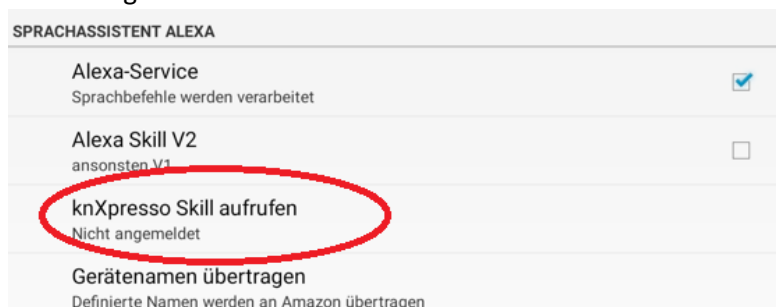 SPRACHASSISTENT ALEXA
Alexa-Service
Sprachbefehle werden verarbeitet
Alexa Skill V2
ansonsten V1
knXpresso Skill aufrufen
Nicht angemeldet
Gerätenamen übertragen
Definierte Namen werden an Amazon übertragen